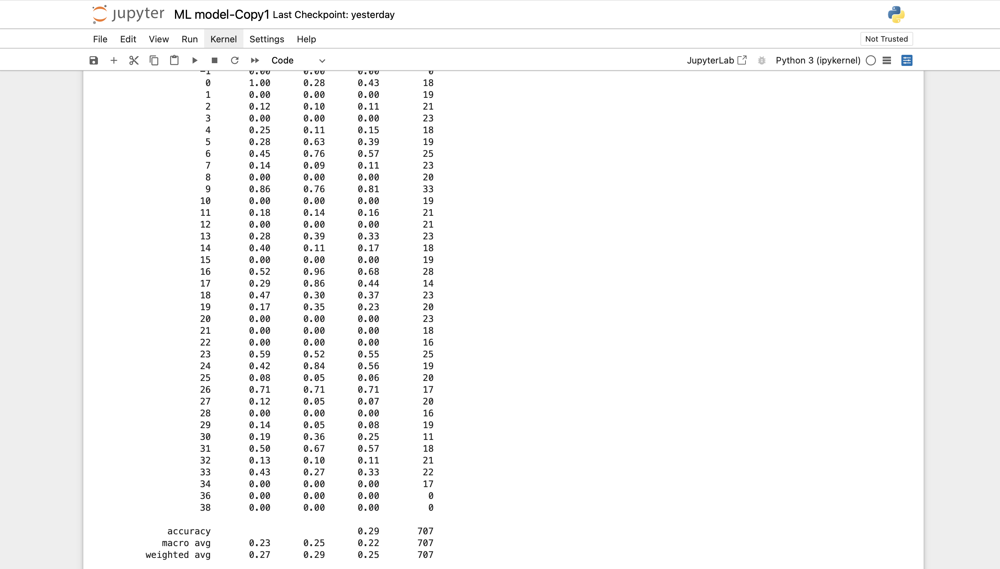 jupyter ML model-Copy1 Last Checkpoint: yesterday
File Edit View Run Kernel Settings Help Not Trusted
Code JupyterLab Python 3 (ipykernel)
-1 0.00 0.00 0.00 0
0 1.00 0.28 0.43 18
1 0.00 0.00 0.00 19
2 0.12 0.10 0.11 21
3 0.00 0.00 0.00 23
4 0.25 0.11 0.15 18
5 0.28 0.63 0.39 19
6 0.45 0.76 0.57 25
7 0.14 0.09 0.11 23
8 0.00 0.00 0.00 20
9 0.86 0.76 0.81 33
10 0.00 0.00 0.00 19
11 0.18 0.14 0.16 21
12 0.00 0.00 0.00 21
13 0.28 0.39 0.33 23
14 0.40 0.11 0.17 18
15 0.00 0.00 0.00 19
16 0.52 0.96 0.68 28
17 0.29 0.86 0.44 14
18 0.47 0.30 0.37 23
19 0.17 0.35 0.23 20
20 0.00 0.00 0.00 23
21 0.00 0.00 0.00 18
22 0.00 0.00 0.00 16
23 0.59 0.52 0.55 25
24 0.42 0.84 0.56 19
25 0.08 0.05 0.06 20
26 0.71 0.71 0.71 17
27 0.12 0.05 0.07 20
28 0.00 0.00 0.00 16
29 0.14 0.05 0.08 19
30 0.19 0.36 0.25 11
31 0.50 0.67 0.57 18
32 0.13 0.10 0.11 21
33 0.43 0.27 0.33 22
34 0.00 0.00 0.00 17
36 0.00 0.00 0.00 0
38 0.00 0.00 0.00 0
accuracy 0.29 707
macro avg 0.23 0.25 0.22 707
weighted avg 0.27 0.29 0.25 707